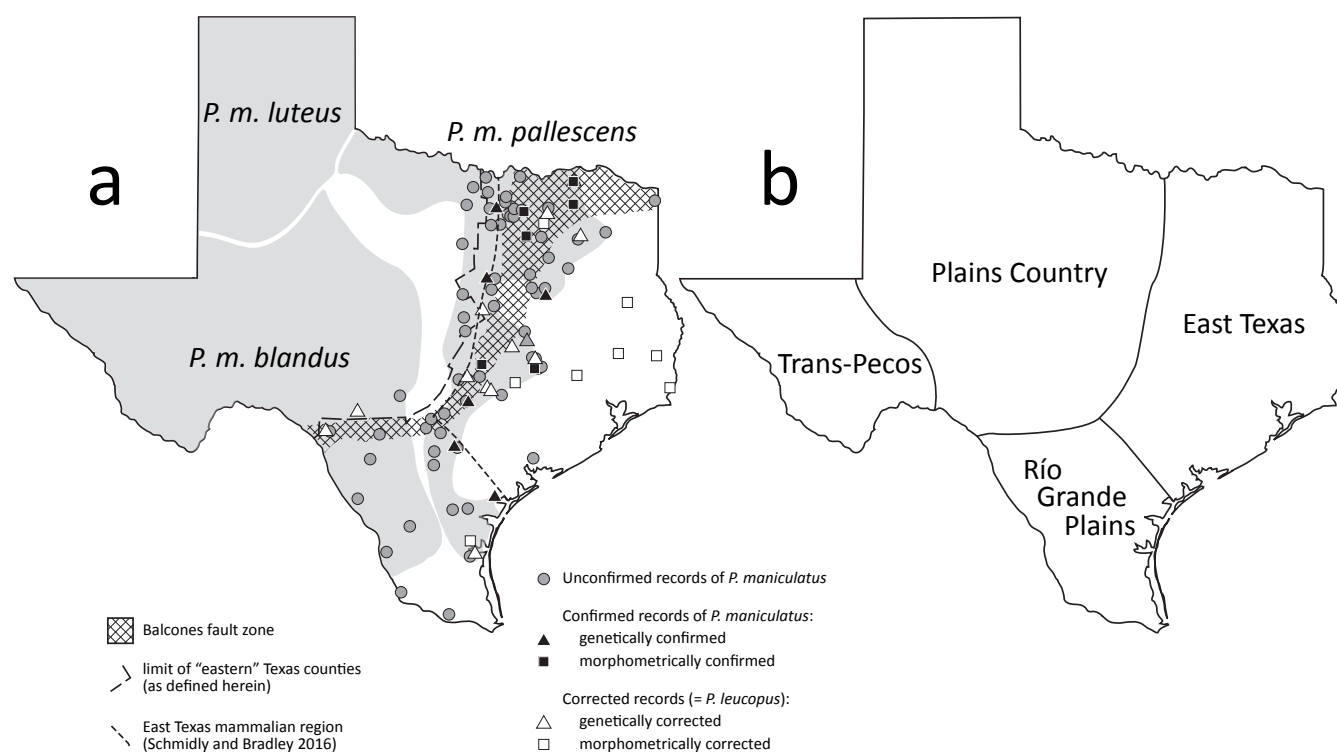 a
P. m. luteus
P. m. pallescens
P. m. blandus
Balcones fault zone
limit of “eastern” Texas counties
(as defined herein)
East Texas mammalian region
(Schmidly and Bradley 2016)
Unconfirmed records of P. maniculatus
Confirmed records of P. maniculatus:
genetically confirmed
morphometrically confirmed
Corrected records (= P. leucopus):
genetically corrected
morphometrically corrected
b
Plains Country
East Texas
Trans-Pecos
Río
Grande
Plains